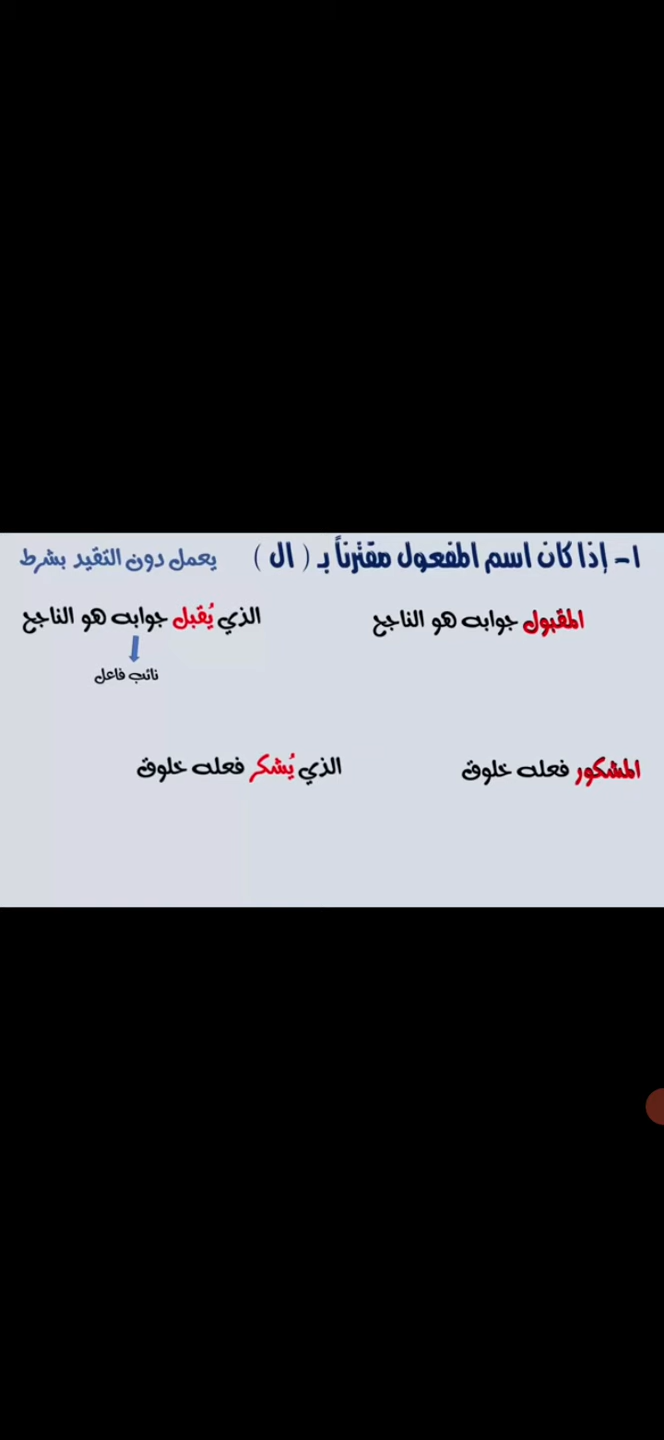 ١- إذا كان اسم المفعول مقترناً بـ ( ال ) يعمل دون التقيد بشرط
المقبول جوابه هو الناجح
الذي يُقبل جوابه هو الناجح
نائب فاعل
المشكور فعله خلوق
الذي يُشكر فعله خلوق